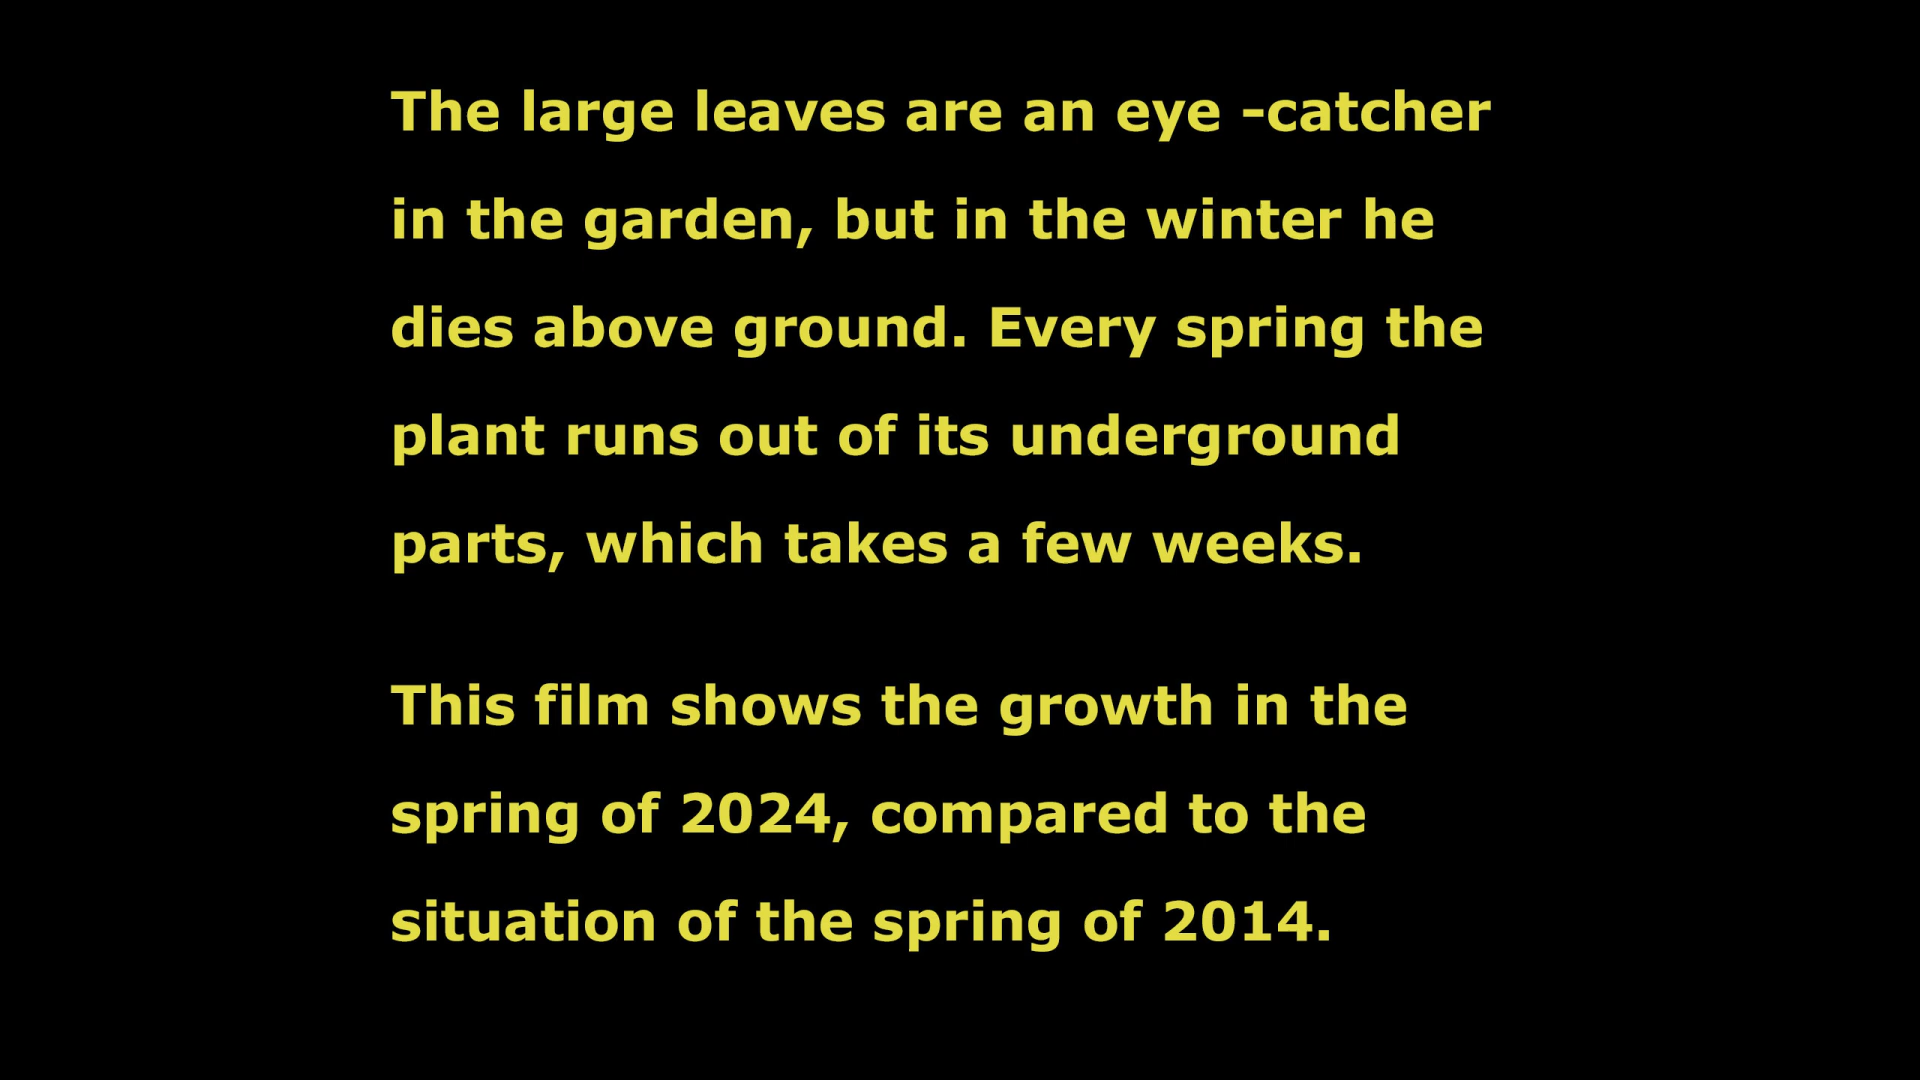 The large leaves are an eye -catcher
in the garden, but in the winter he
dies above ground. Every spring the
plant runs out of its underground
parts, which takes a few weeks.
This film shows the growth in the
spring of 2024, compared to the
situation of the spring of 2014.